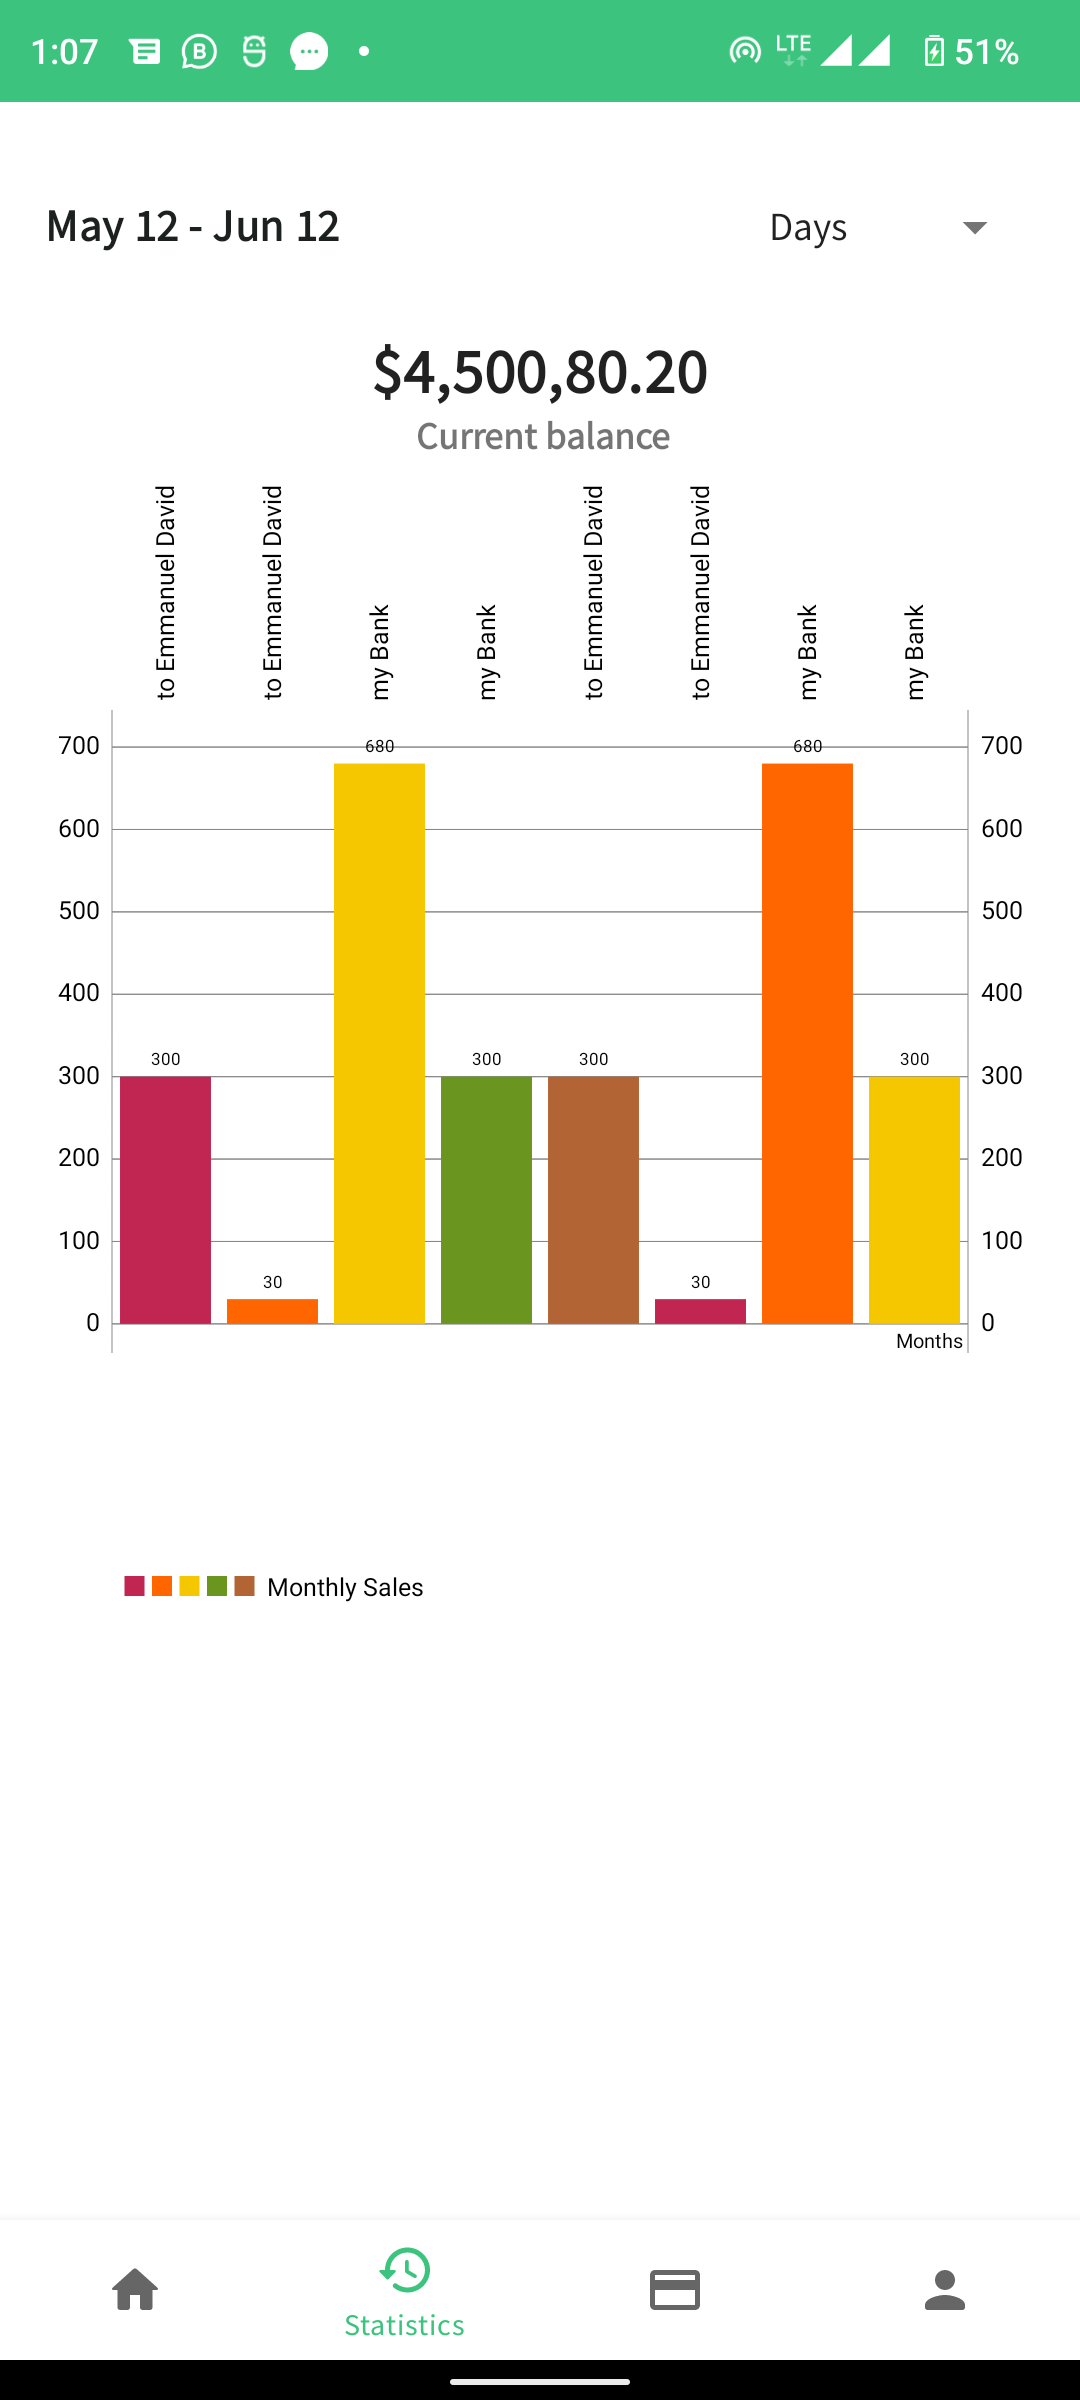 1:07 B LTE 51%
May 12 - Jun 12 Days
$4,500,80.20
Current balance
to Emmanuel David to Emmanuel David my Bank my Bank to Emmanuel David to Emmanuel David my Bank my Bank
700 680 680 700
600 600
500 500
400 400
300 300 300 300
300 300
200 200
100 100
30 30
0 0
Months
Monthly Sales
Statistics